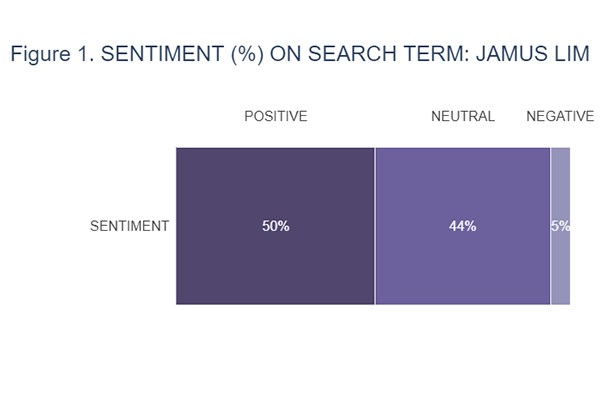 Figure 1. SENTIMENT (%) ON SEARCH TERM: JAMUS LIM
POSITIVE NEUTRAL NEGATIVE
SENTIMENT 50% 44% 5%